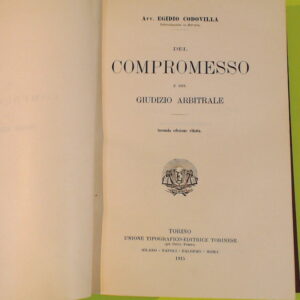 Avv. EGIDIO CODOVILLA
DEL
COMPROMESSO
E DEL
GIUDIZIO ARBITRALE
Seconda edizione rifatta.
TORINO
UNIONE TIPOGRAFICO-EDITRICE TORINESE
MILANO - NAPOLI - PALERMO - ROMA
1915